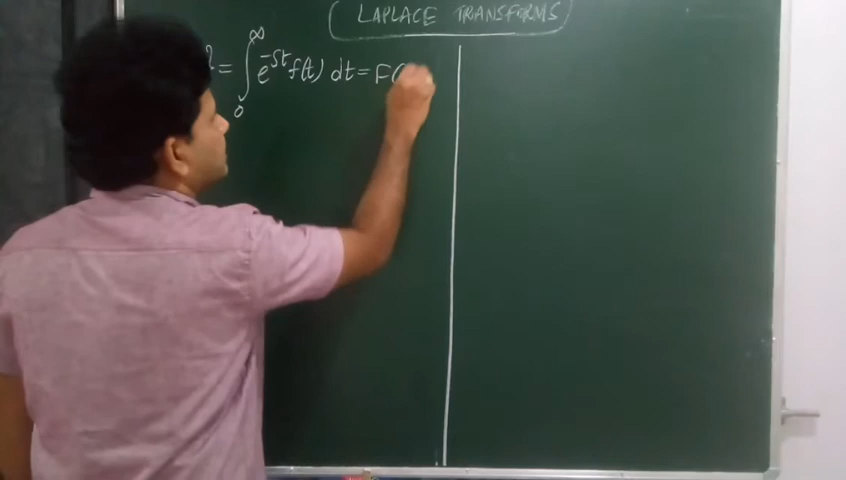 LAPLACE TRANSFORMS
= ∫₀^∞ e^{-st} f(t) dt = F(